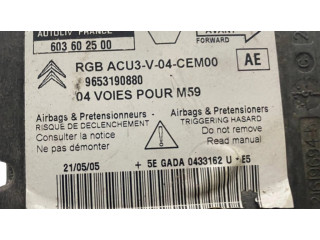 AUTOLIV FRANCE
603 60 25 00
AVANT
FORWARD
RGB ACU3-V-04-CEM00
AE
9653190880
04 VOIES POUR M59
Airbags & Pretensionneurs
RISQUE DE DECLENCHEMENT
Consulter la notice
Ne pas démonter
Airbags & Pretensioners
TRIGGERING HASARD
Consult the manual
Do not remove
21/05/05
+ 5E GADA 0433162 U -E5